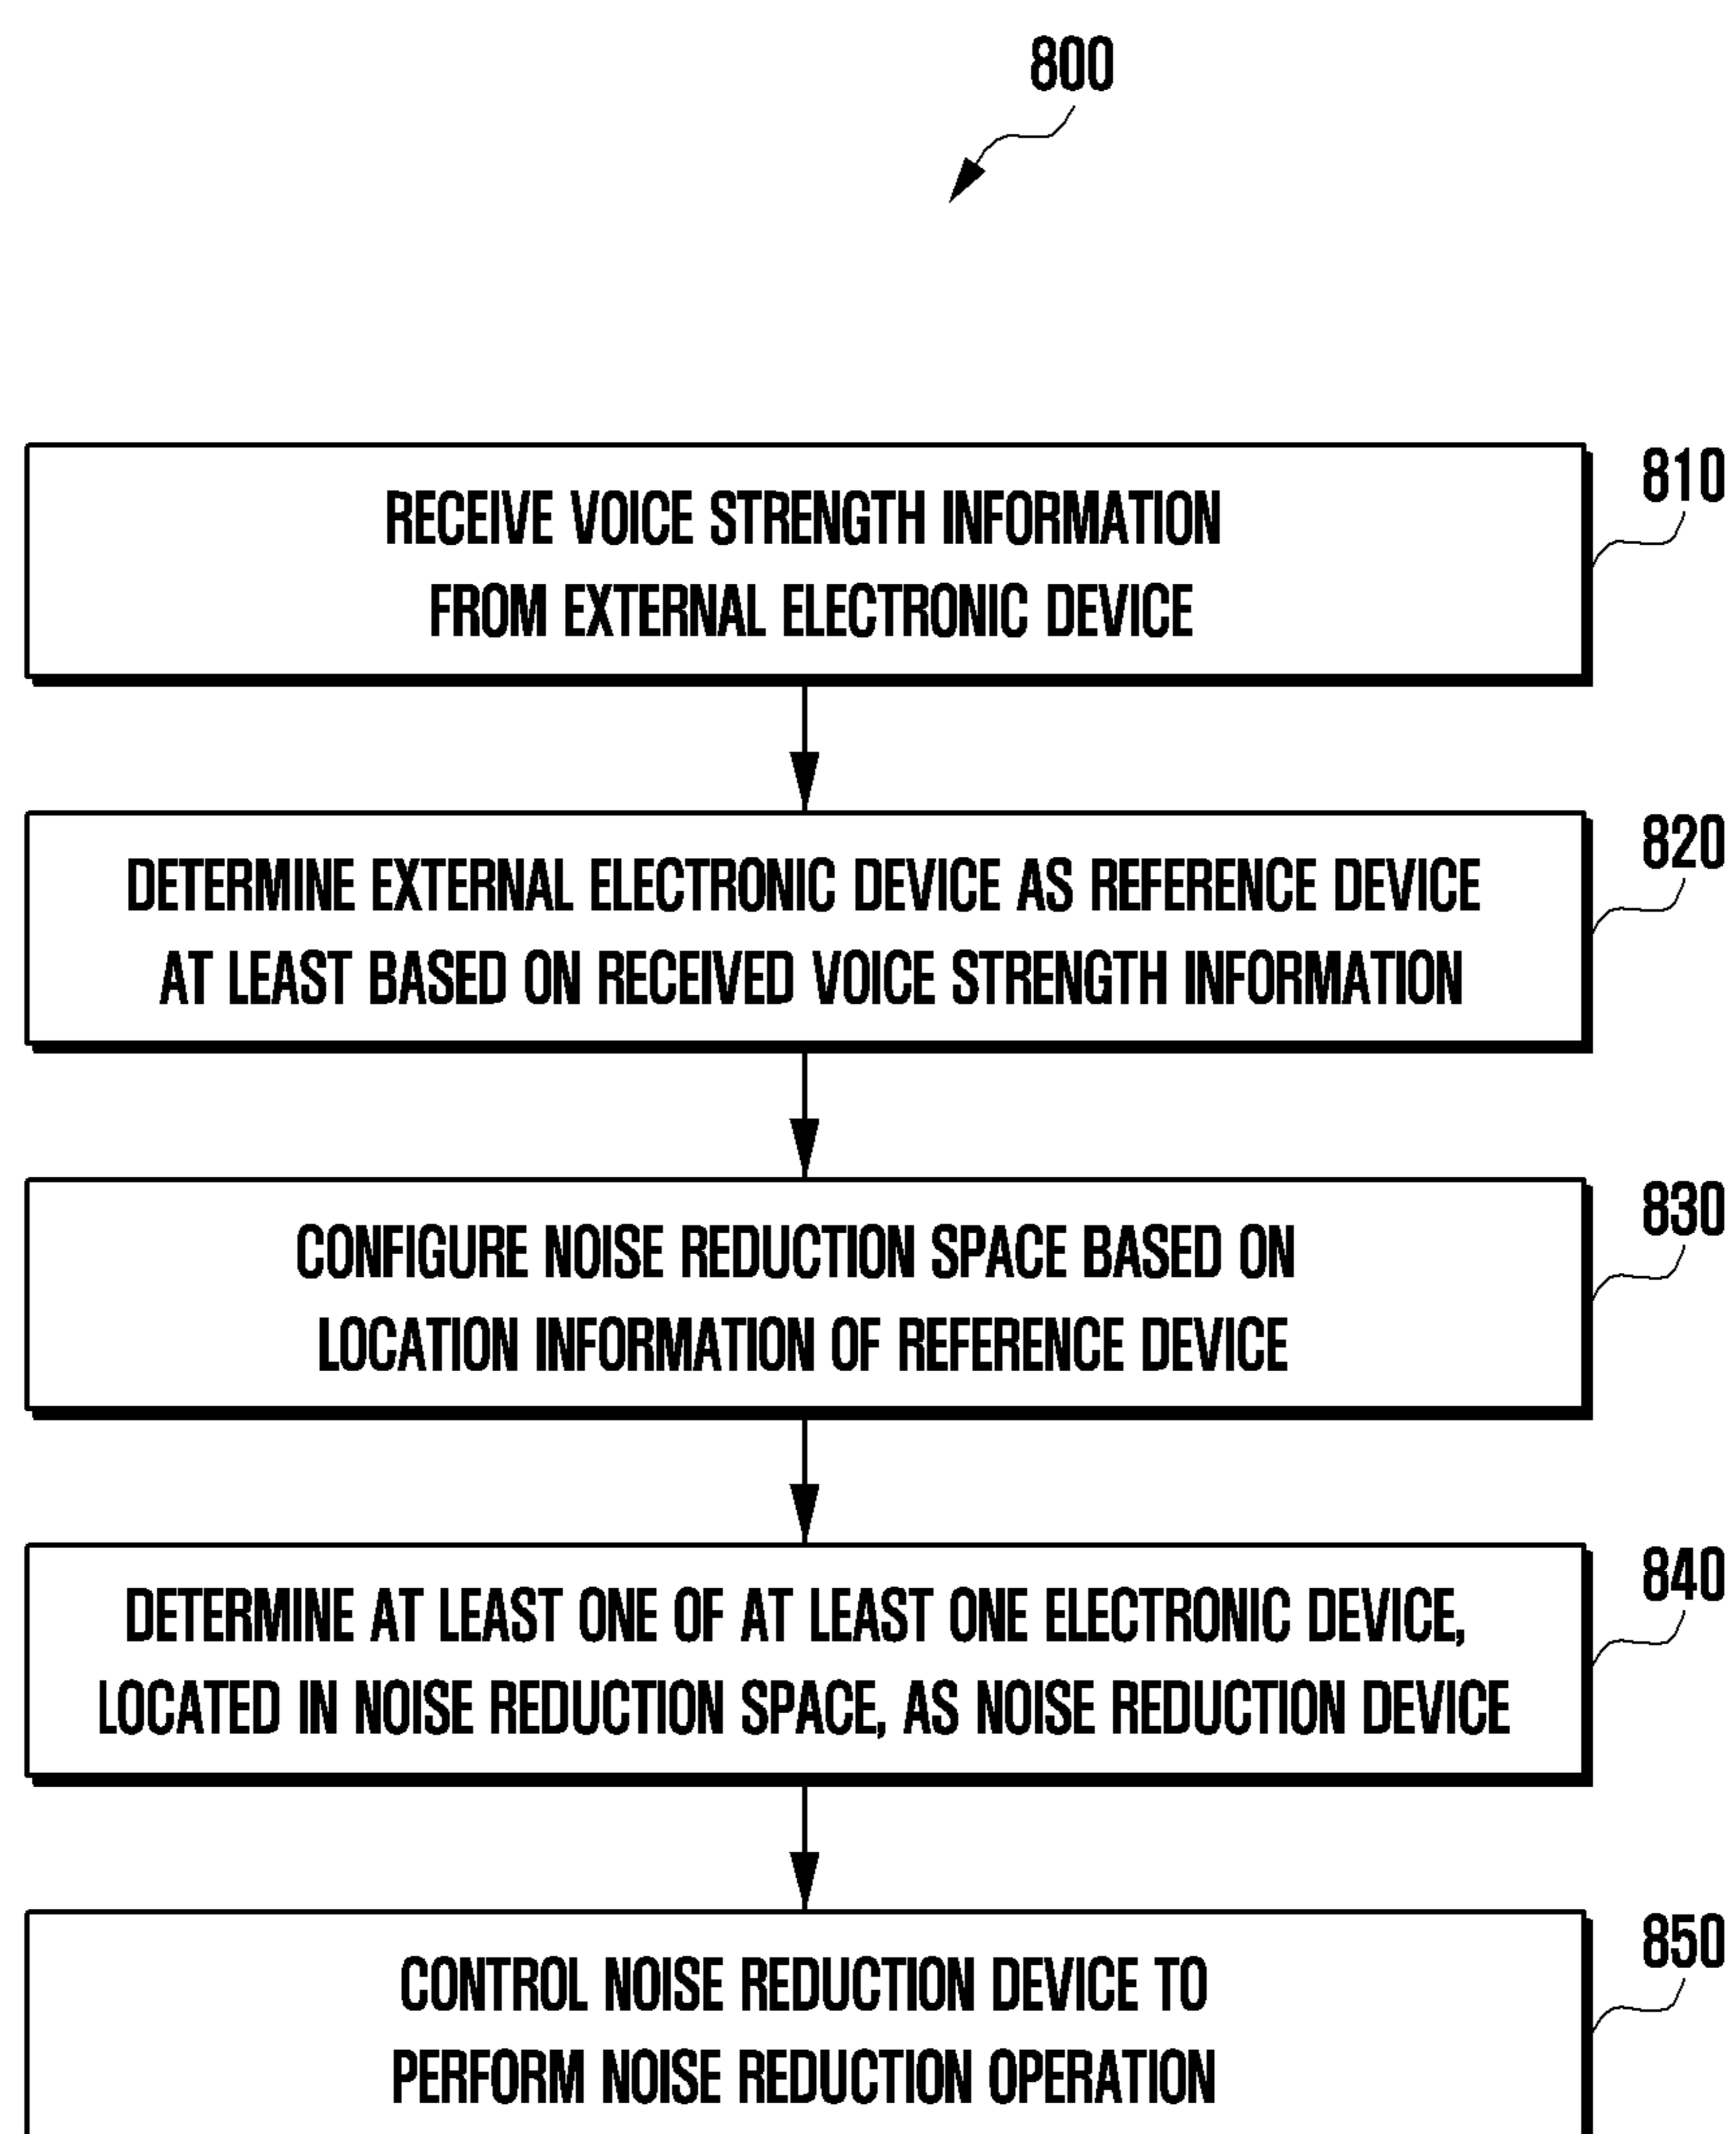 800
RECEIVE VOICE STRENGTH INFORMATION
FROM EXTERNAL ELECTRONIC DEVICE
810
DETERMINE EXTERNAL ELECTRONIC DEVICE AS REFERENCE DEVICE
AT LEAST BASED ON RECEIVED VOICE STRENGTH INFORMATION
820
CONFIGURE NOISE REDUCTION SPACE BASED ON
LOCATION INFORMATION OF REFERENCE DEVICE
830
DETERMINE AT LEAST ONE OF AT LEAST ONE ELECTRONIC DEVICE,
LOCATED IN NOISE REDUCTION SPACE, AS NOISE REDUCTION DEVICE
840
CONTROL NOISE REDUCTION DEVICE TO
PERFORM NOISE REDUCTION OPERATION
850